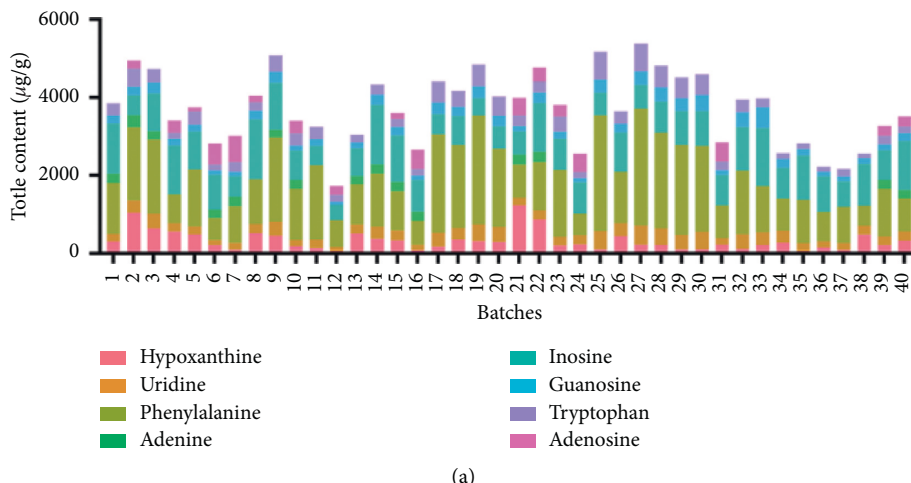 6000
4000
2000
0
Totle content (μg/g)
1 2 3 4 5 6 7 8 9 10 11 12 13 14 15 16 17 18 19 20 21 22 23 24 25 26 27 28 29 30 31 32 33 34 35 36 37 38 39 40
Batches
Hypoxanthine
Uridine
Phenylalanine
Adenine
Inosine
Guanosine
Tryptophan
Adenosine
(a)